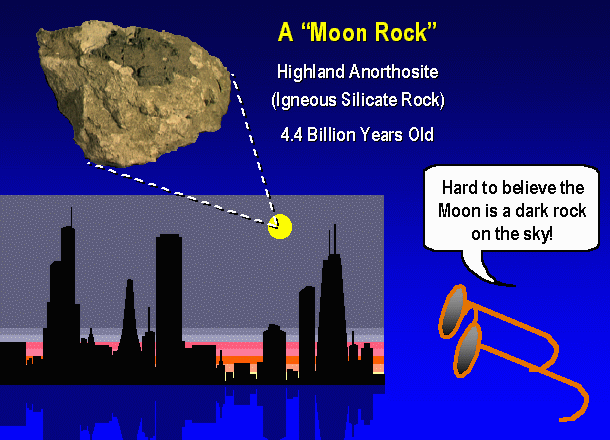 A “Moon Rock”
Highland Anorthosite
(Igneous Silicate Rock)
4.4 Billion Years Old
Hard to believe the
Moon is a dark rock
on the sky!